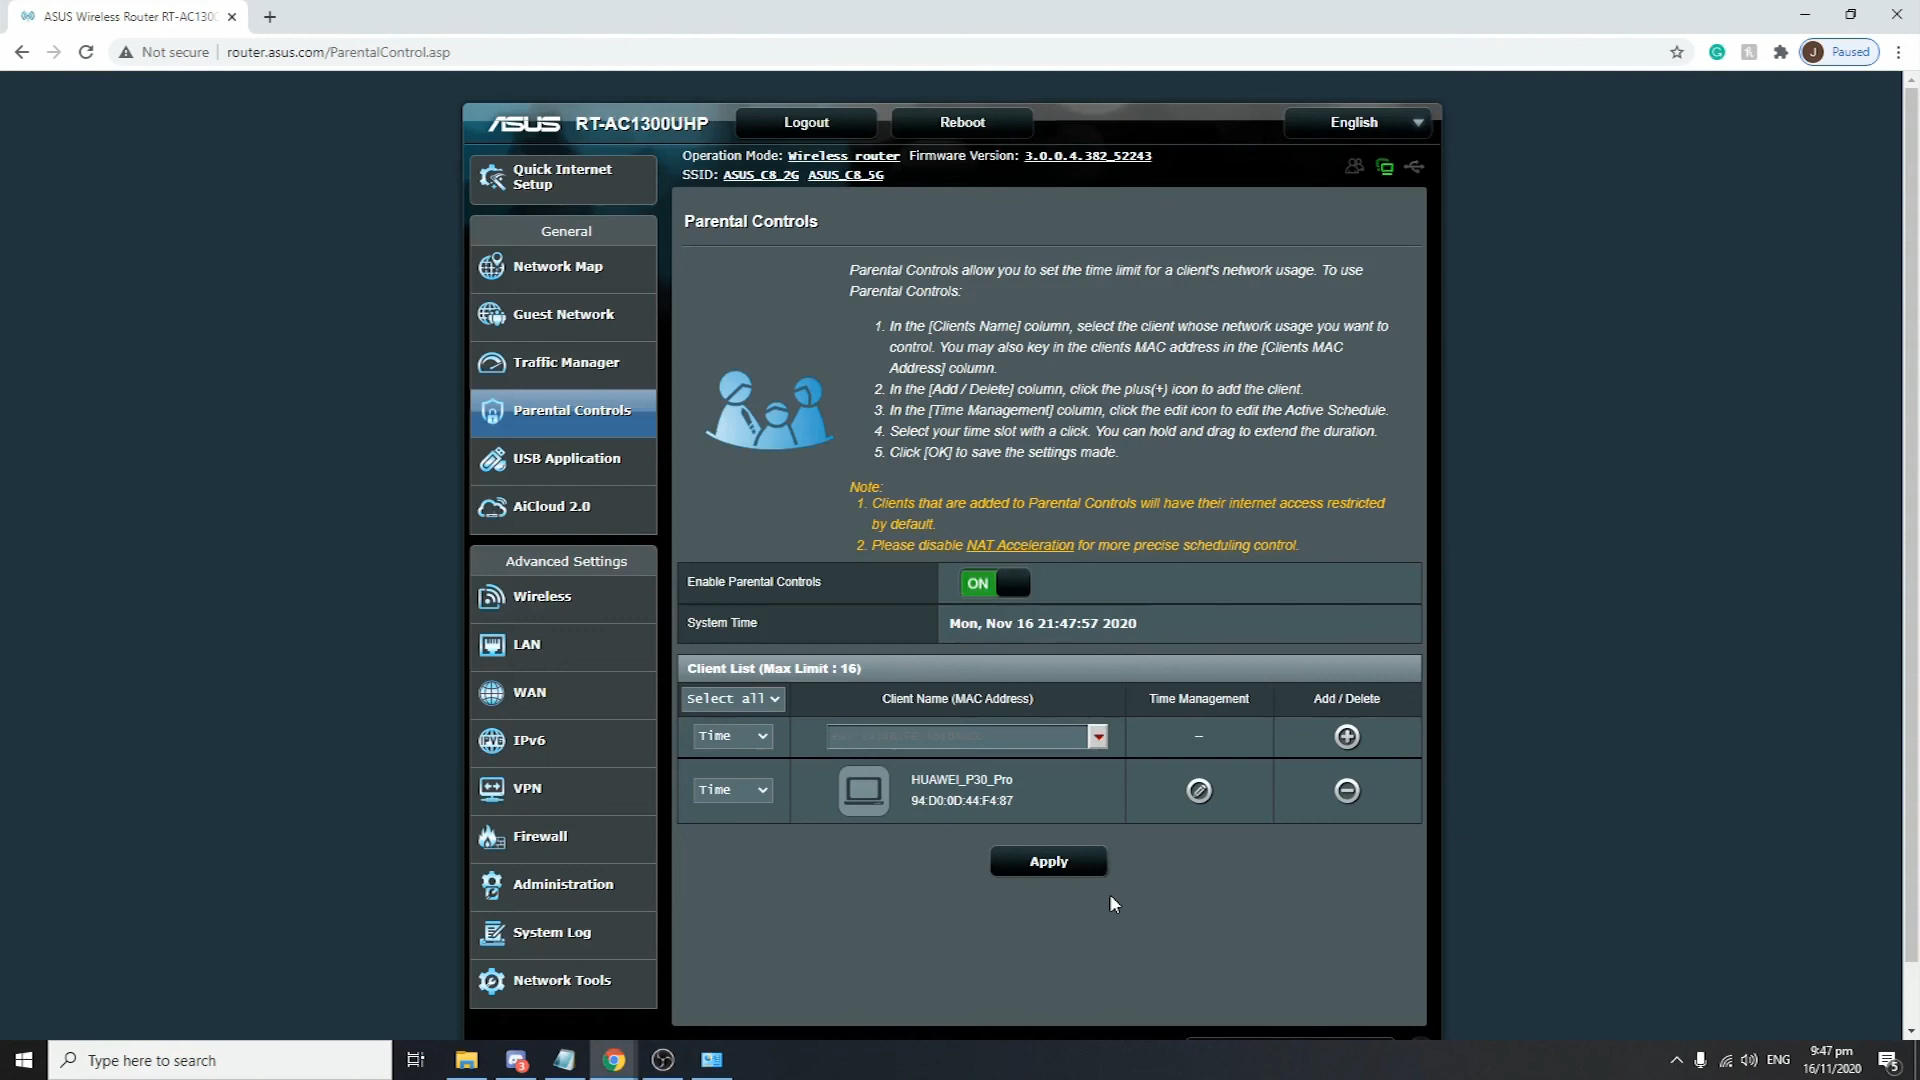 ASUS Wireless Router RT-AC130
Not secure
router.asus.com/ParentalControl.asp
J
Paused
ASUS
RT-AC1300UHP
Logout
Reboot
English
Operation Mode: Wireless router Firmware Version: 3.0.0.4.382_52243
SSID: ASUS_C8_2G ASUS_C8_5G
Quick Internet
Setup
General
Network Map
Guest Network
Traffic Manager
Parental Controls
USB Application
AiCloud 2.0
Advanced Settings
Wireless
LAN
WAN
IPv6
VPN
Firewall
Administration
System Log
Network Tools
Parental Controls
Parental Controls allow you to set the time limit for a client's network usage. To use
Parental Controls:
1. In the [Clients Name] column, select the client whose network usage you want to
control. You may also key in the clients MAC address in the [Clients MAC
Address] column.
2. In the [Add / Delete] column, click the plus(+) icon to add the client.
3. In the [Time Management] column, click the edit icon to edit the Active Schedule.
4. Select your time slot with a click. You can hold and drag to extend the duration.
5. Click [OK] to save the settings made.
Note:
1. Clients that are added to Parental Controls will have their internet access restricted
by default.
2. Please disable NAT Acceleration for more precise scheduling control.
Enable Parental Controls
ON
System Time
Mon, Nov 16 21:47:57 2020
Client List (Max Limit : 16)
Select all
Client Name (MAC Address)
Time Management
Add / Delete
Time
–
Time
HUAWEI_P30_Pro
94:D0:0D:44:F4:87
Apply
Type here to search
3
ENG
9:47 pm
16/11/2020
5